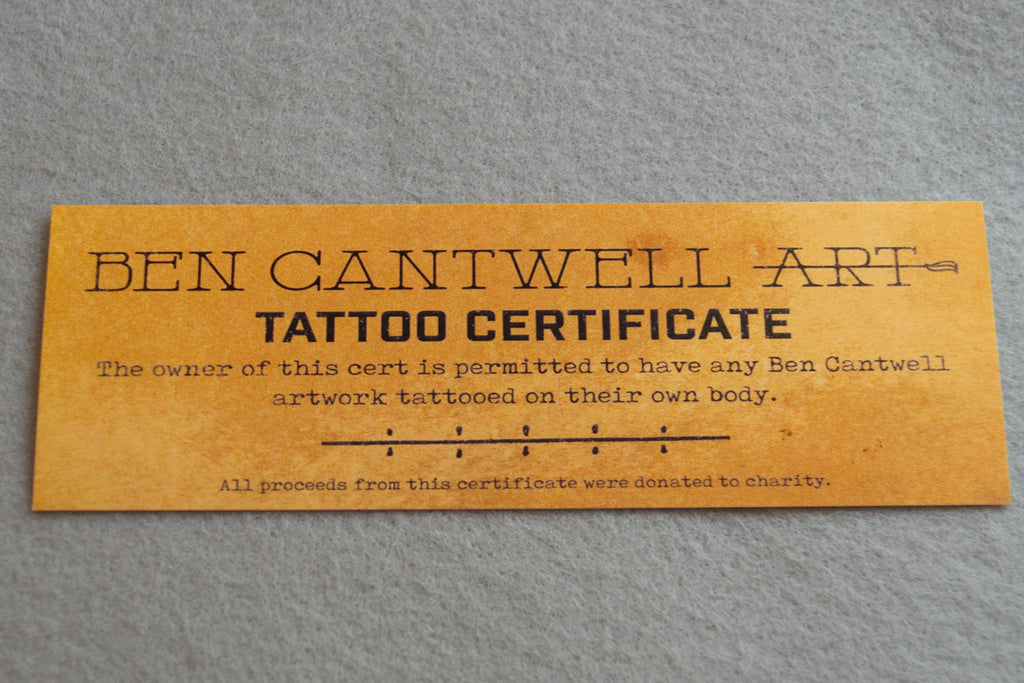 BEN CANTWELL ART
TATTOO CERTIFICATE
The owner of this cert is permitted to have any Ben Cantwell
artwork tattooed on their own body.
All proceeds from this certificate were donated to charity.